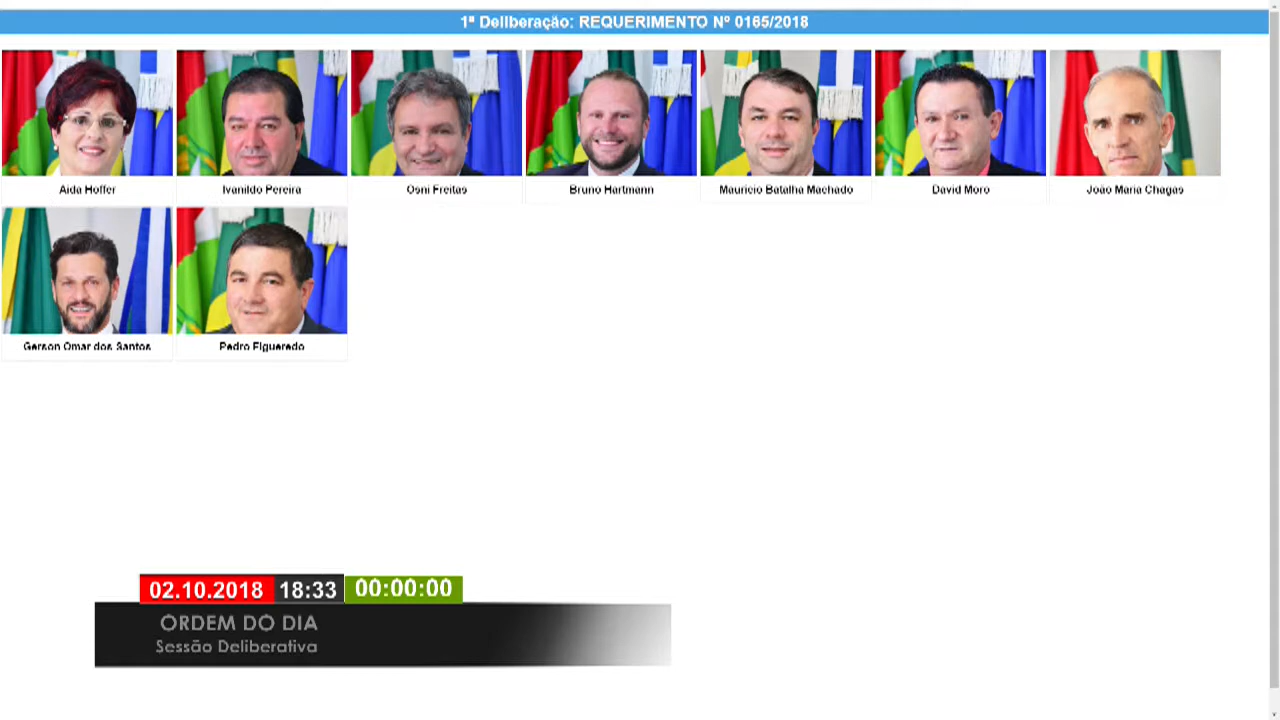 1ª Deliberação: REQUERIMENTO Nº 0165/2018
Aida Hoffer
Ivanildo Pereira
Osni Freitas
Bruno Hartmann
Mauricio Batalha Machado
David Moro
João Maria Chagas
Gerson Omar dos Santos
Pedro Figueredo
02.10.2018 18:33 00:00:00
ORDEM DO DIA
Sessão Deliberativa